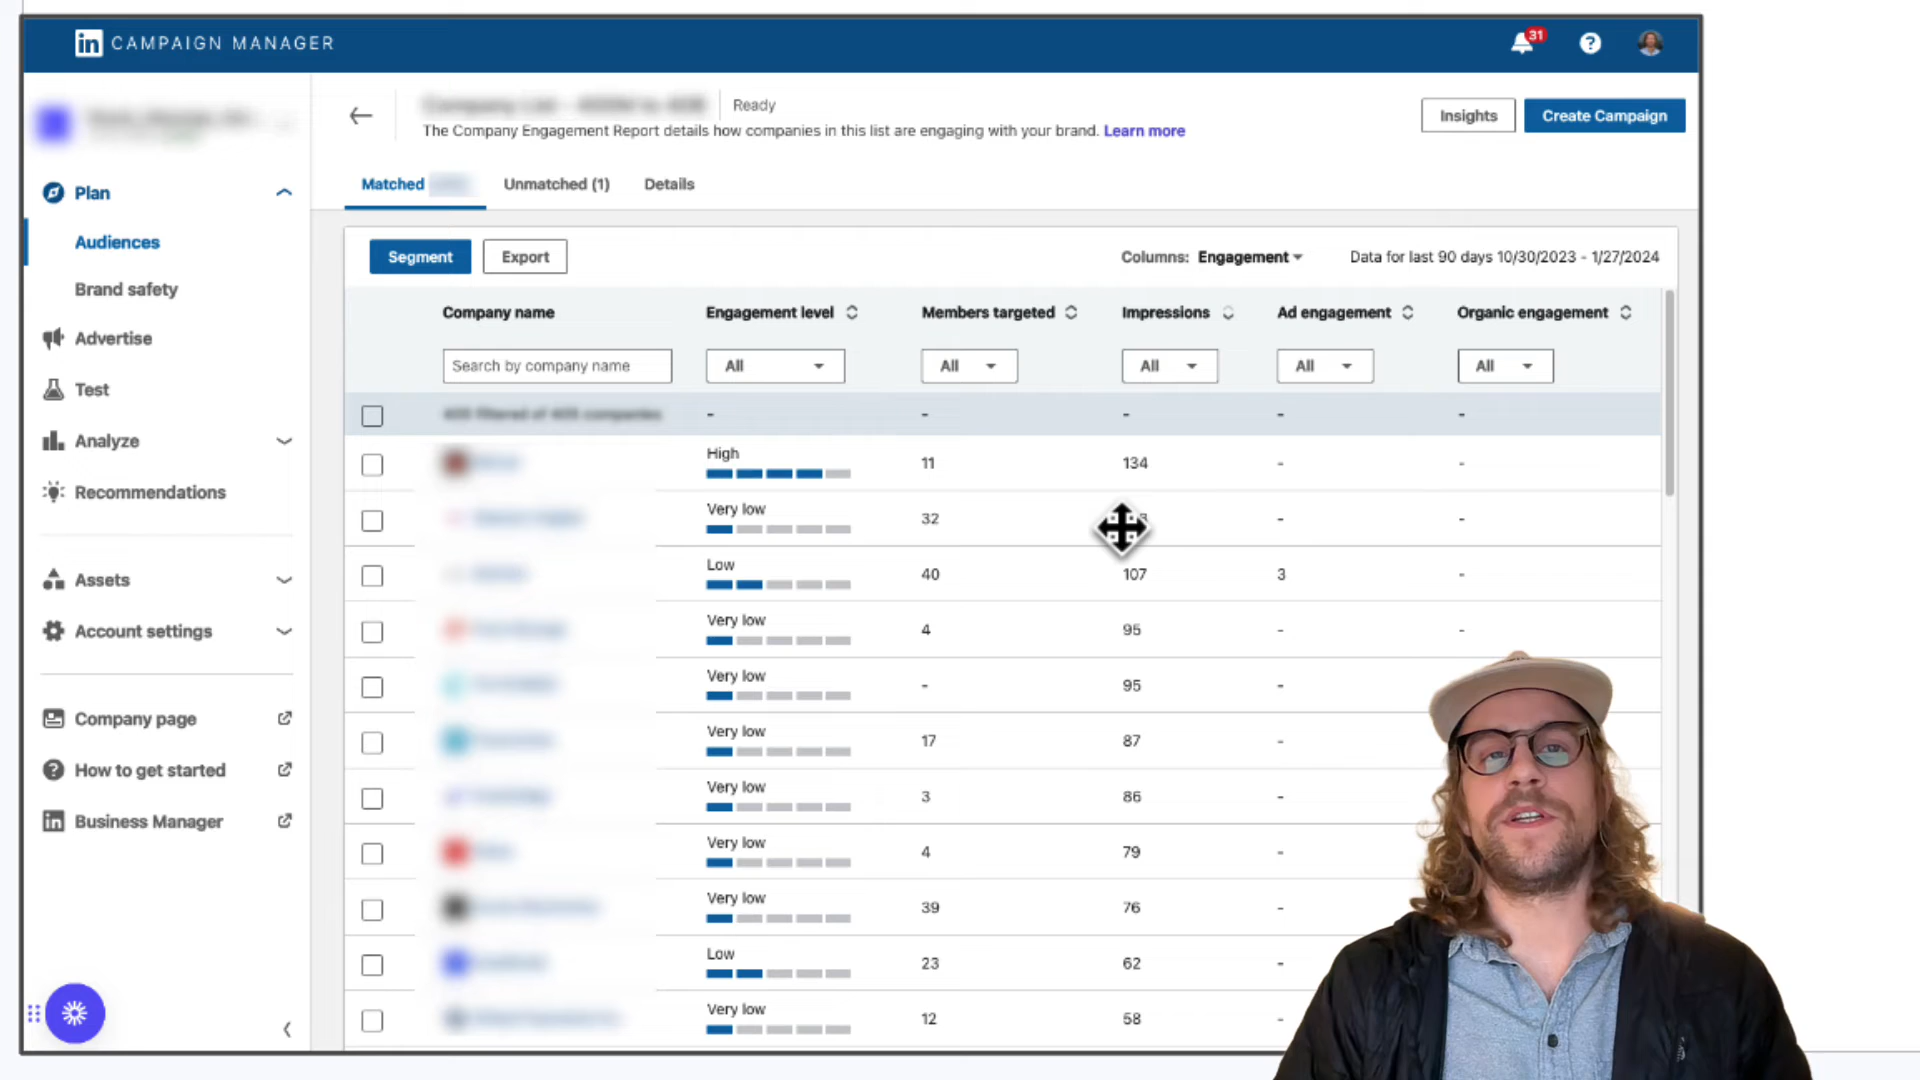 in CAMPAIGN MANAGER
31
Ready
The Company Engagement Report details how companies in this list are engaging with your brand. Learn more
Insights
Create Campaign
Matched
Unmatched (1)
Details
Plan
Audiences
Brand safety
Advertise
Test
Analyze
Recommendations
Assets
Account settings
Company page
How to get started
Business Manager
Segment
Export
Columns: Engagement
Data for last 90 days 10/30/2023 - 1/27/2024
Company name
Engagement level
Members targeted
Impressions
Ad engagement
Organic engagement
Search by company name
All
All
All
All
All
- - - - -
High 11 134 - -
Very low 32 - -
Low 40 107 3 -
Very low 4 95 - -
Very low - 95 -
Very low 17 87 -
Very low 3 86 -
Very low 4 79 -
Very low 39 76 -
Low 23 62 -
Very low 12 58 -